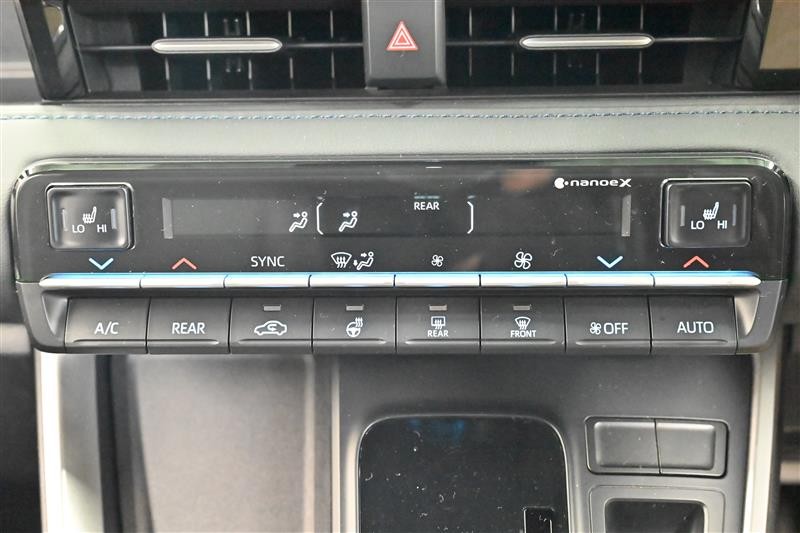 nanoeX
REAR
LO HI
LO HI
SYNC
A/C
REAR
REAR
FRONT
OFF
AUTO